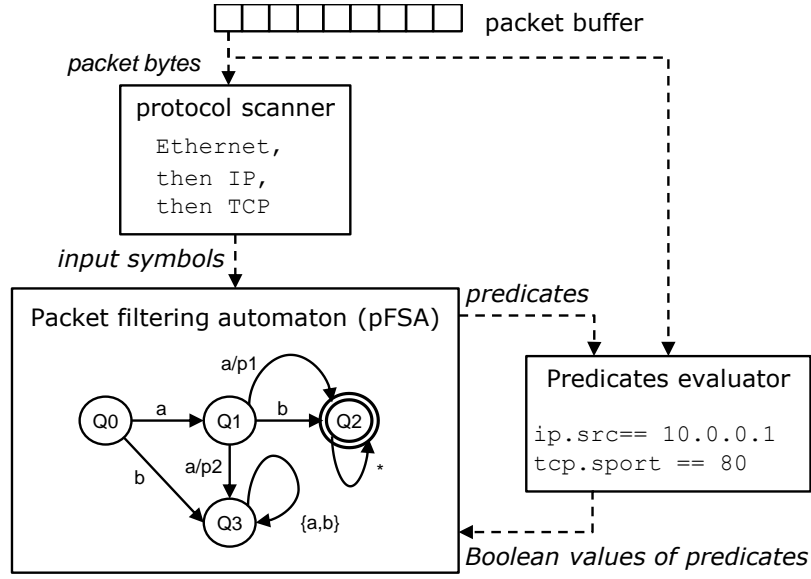 packet buffer
packet bytes
protocol scanner
Ethernet,
then IP,
then TCP
input symbols
predicates
Packet filtering automaton (pFSA)
a/p1
Q0
a
Q1
b
Q2
b
a/p2
*
Q3
{a,b}
Predicates evaluator
ip.src== 10.0.0.1
tcp.sport == 80
Boolean values of predicates